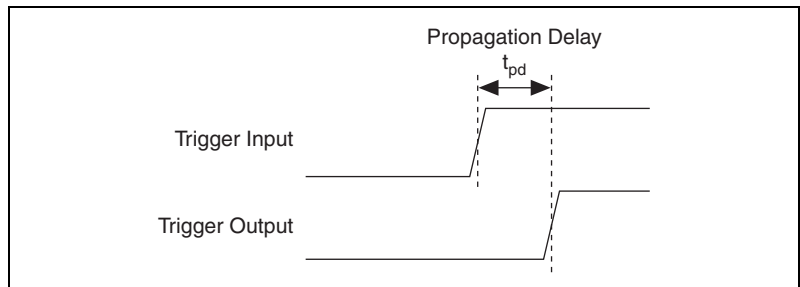 Propagation Delay
tpd
Trigger Input
Trigger Output